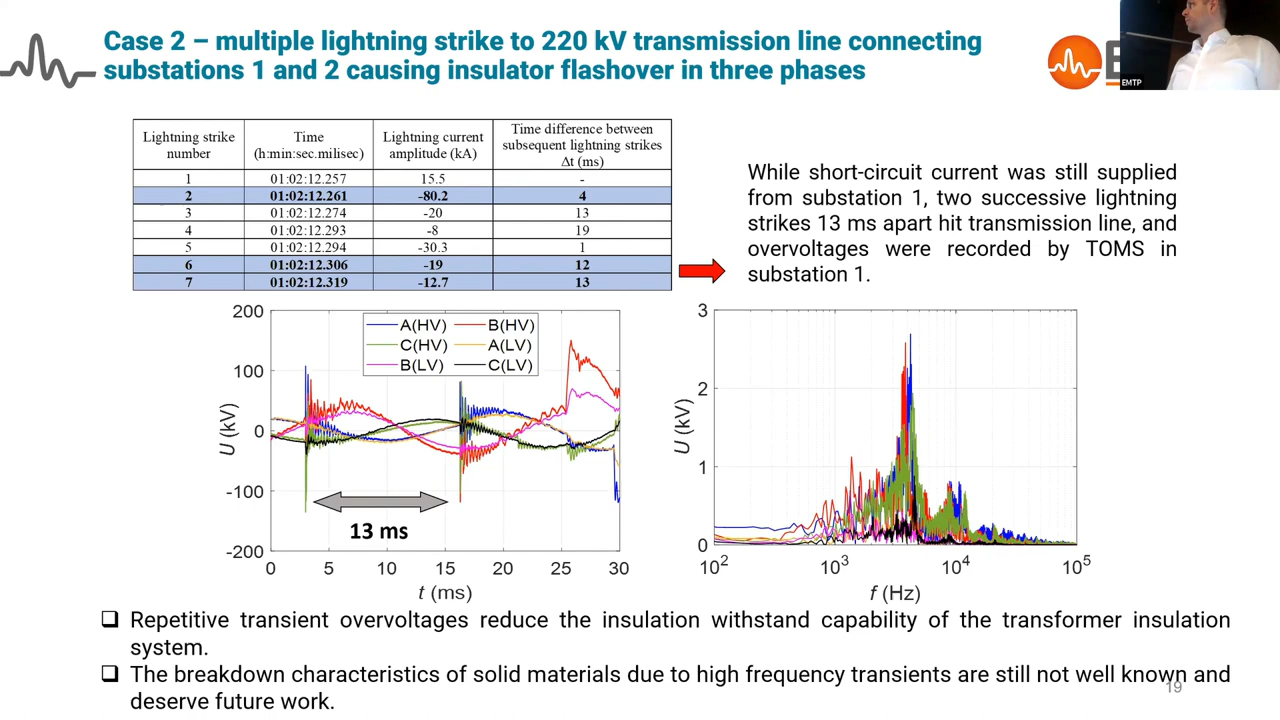 Case 2 – multiple lightning strike to 220 kV transmission line connecting
substations 1 and 2 causing insulator flashover in three phases
E
EMTP
Lightning strike number Time (h:min:sec.milisec) Lightning current amplitude (kA) Time difference between subsequent lightning strikes Δt (ms)
1 01:02:12.257 15.5 -
2 01:02:12.261 -80.2 4
3 01:02:12.274 -20 13
4 01:02:12.293 -8 19
5 01:02:12.294 -30.3 1
6 01:02:12.306 -19 12
7 01:02:12.319 -12.7 13
While short-circuit current was still supplied
from substation 1, two successive lightning
strikes 13 ms apart hit transmission line, and
overvoltages were recorded by TOMS in
substation 1.
200
100
0
-100
-200
U (kV)
A(HV) B(HV)
C(HV) A(LV)
B(LV) C(LV)
13 ms
0 5 10 15 20 25 30
t (ms)
3
2
1
0
U (kV)
10² 10³ 10⁴ 10⁵
f (Hz)
❑ Repetitive transient overvoltages reduce the insulation withstand capability of the transformer insulation
system.
❑ The breakdown characteristics of solid materials due to high frequency transients are still not well known and
deserve future work.
19